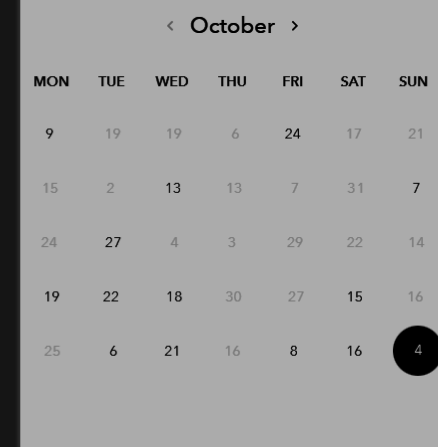 ‹ October ›
MON TUE WED THU FRI SAT SUN
9 19 19 6 24 17 21
15 2 13 13 7 31 7
24 27 4 3 29 22 14
19 22 18 30 27 15 16
25 6 21 16 8 16 4